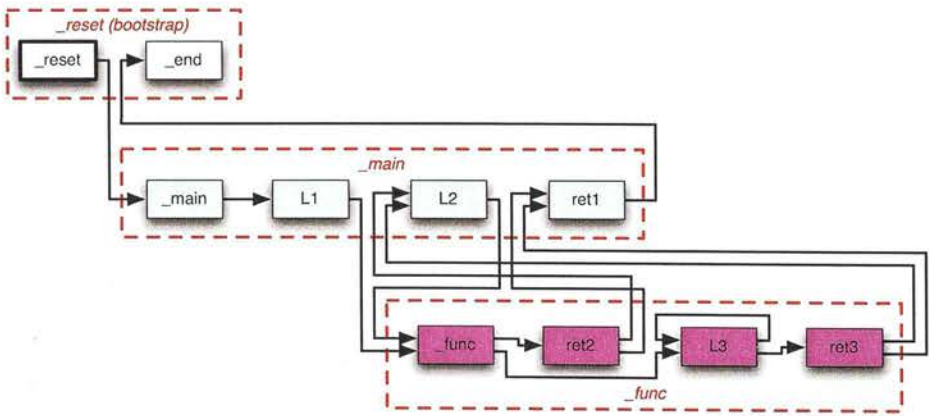 _reset (bootstrap)
_reset
_end
_main
_main
L1
L2
ret1
_func
ret2
L3
ret3
_func